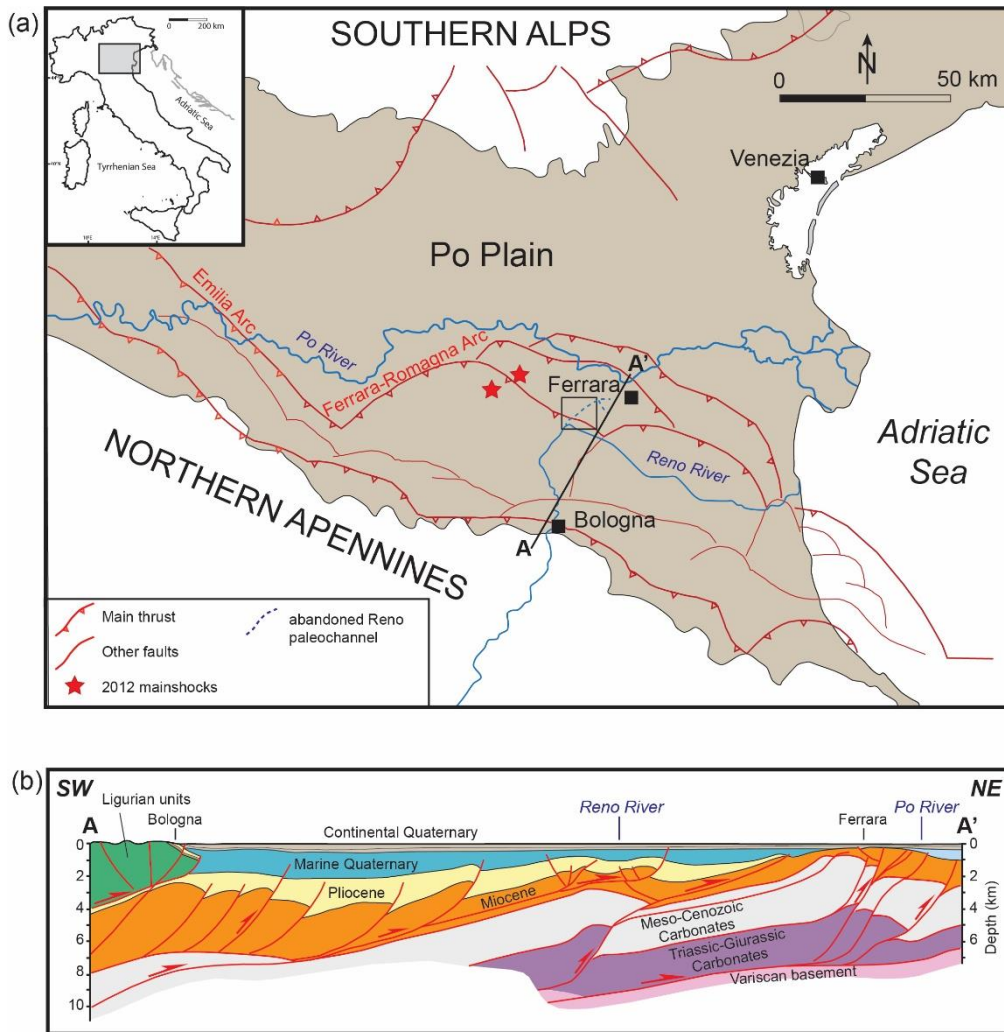 (a)
0
200 km
Adriatic Sea
Tyrrhenian Sea
SOUTHERN ALPS
N
0
50 km
Venezia
Po Plain
Emilia Arc
Po River
Ferrara-Romagna Arc
A'
Ferrara
Adriatic
Sea
Reno River
NORTHERN APENNINES
Bologna
A
Main thrust
abandoned Reno
paleochannel
Other faults
2012 mainshocks
(b)
SW
NE
Ligurian units
Reno River
Po River
A
Bologna
Continental Quaternary
Ferrara
A'
0
0
Marine Quaternary
2
2
Pliocene
Miocene
4
4
Meso-Cenozoic
Carbonates
6
6
Triassic-Giurassic
Carbonates
8
Variscan basement
10
Depth (km)